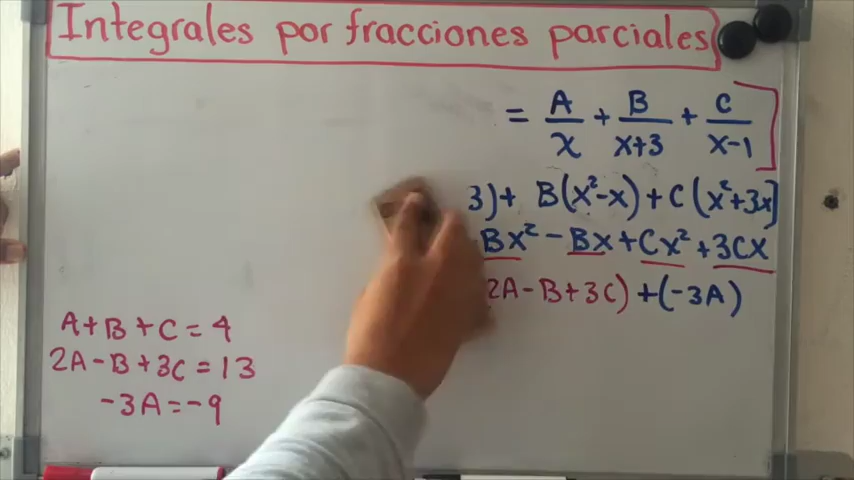 Integrales por fracciones parciales
= A/x + B/x+3 + C/x-1
3)+ B(x²-x)+C(x²+3x
Bx²-Bx+Cx²+3Cx
2A-B+3C)+(-3A)
A+B+C=4
2A-B+3C=13
-3A=-9